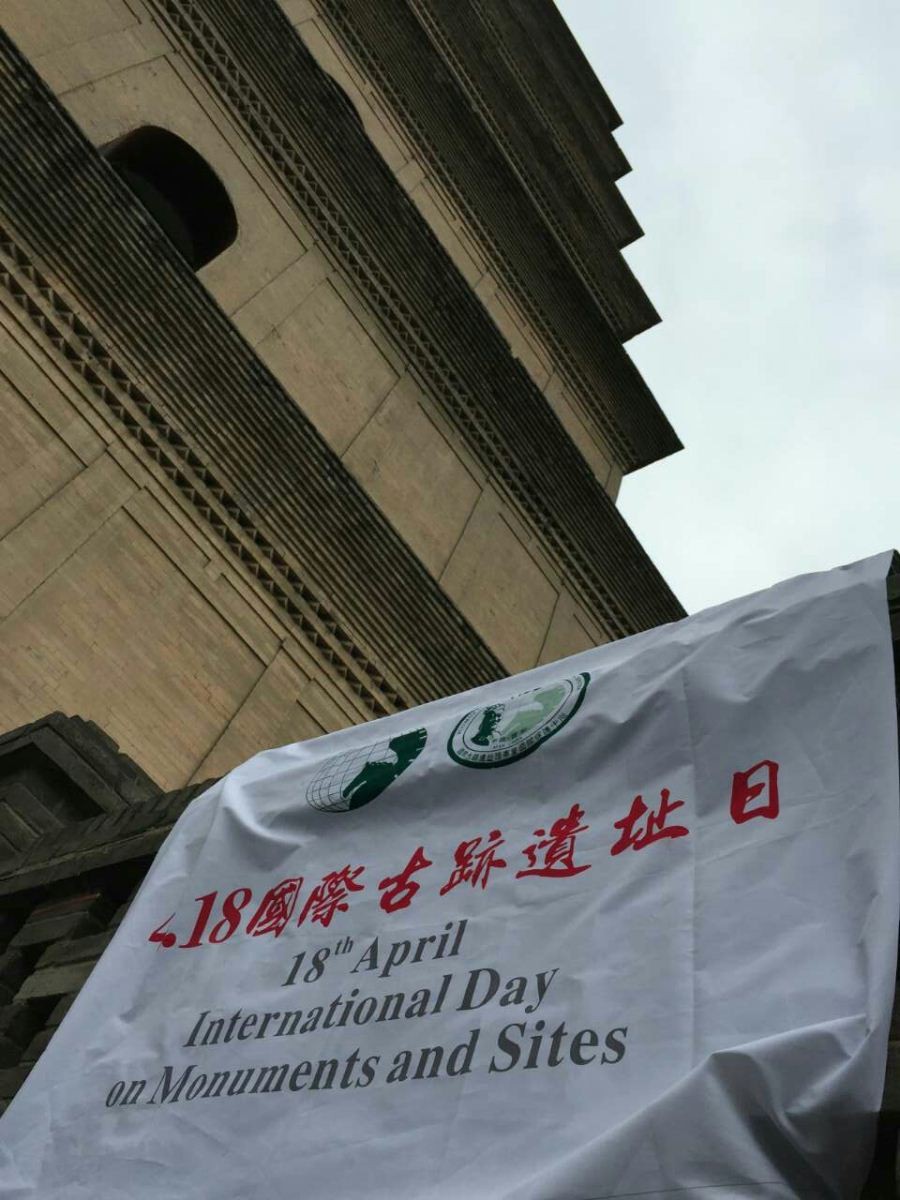 4.18國際古跡遺址日
18th April
International Day
on Monuments and Sites